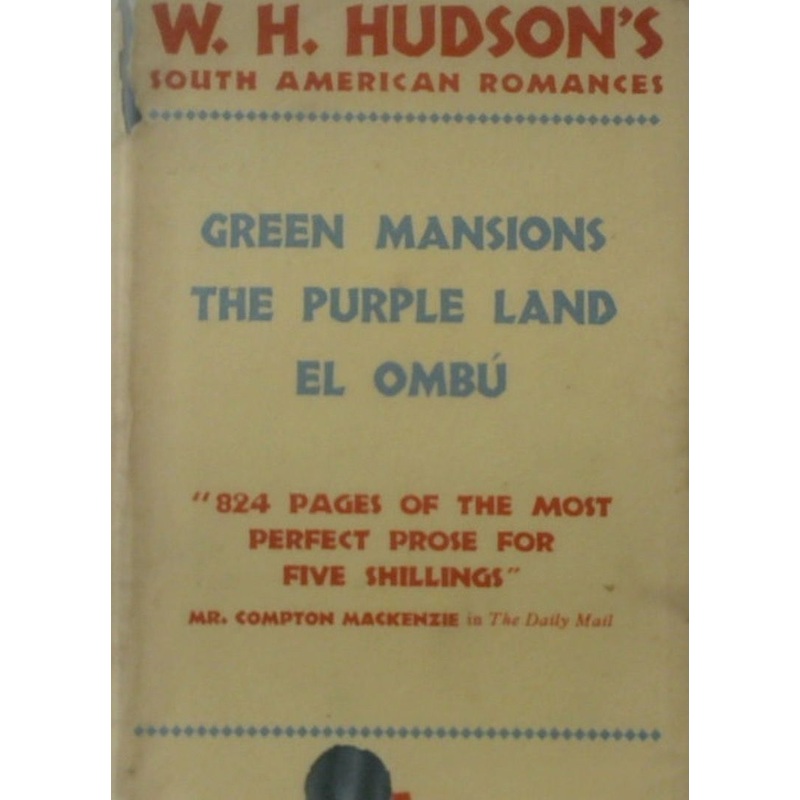 W. H. HUDSON'S
SOUTH AMERICAN ROMANCES
GREEN MANSIONS
THE PURPLE LAND
EL OMBÚ
"824 PAGES OF THE MOST
PERFECT PROSE FOR
FIVE SHILLINGS"
MR. COMPTON MACKENZIE in The Daily Mail